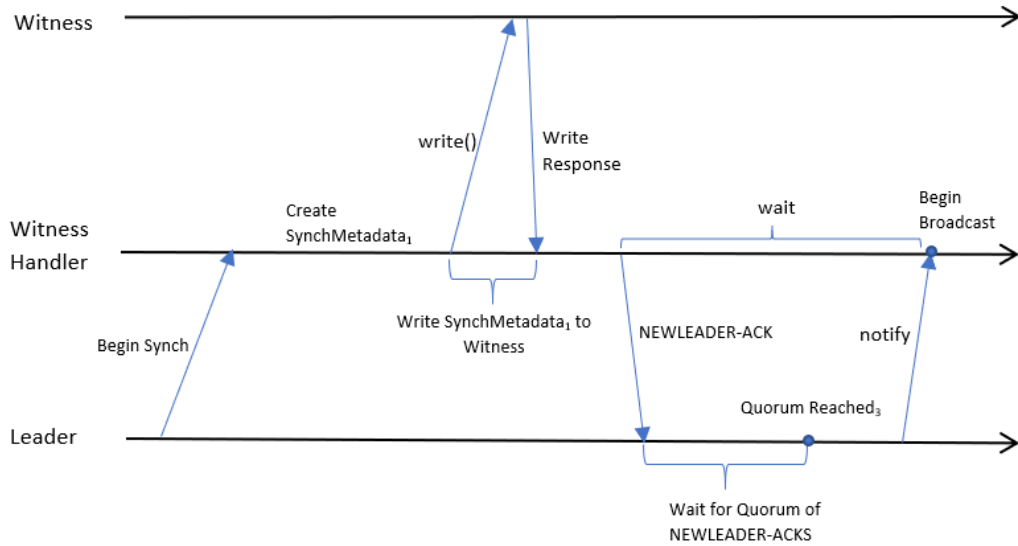 Witness
write()
Write
Response
Create
SynchMetadata₁
wait
Begin
Broadcast
Witness
Handler
Write SynchMetadata₁ to
Witness
NEWLEADER-ACK
notify
Begin Synch
Quorum Reached₃
Leader
Wait for Quorum of
NEWLEADER-ACKS